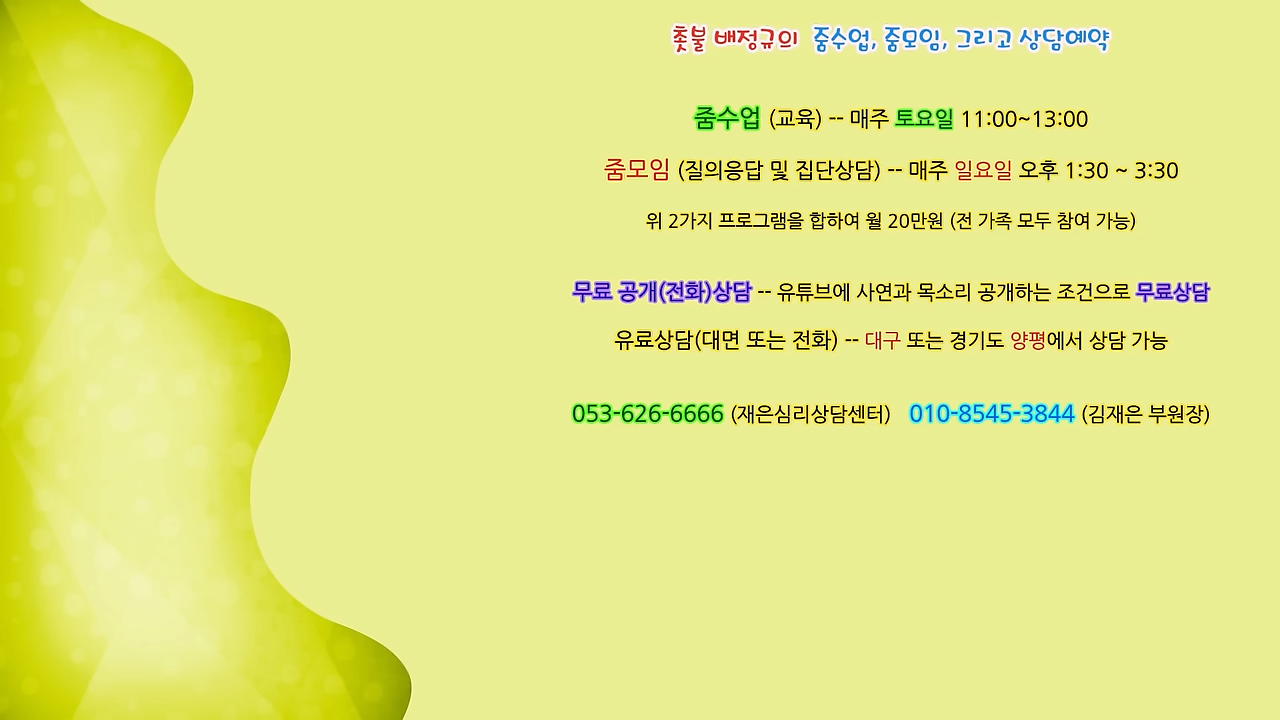 촛불 배정규의 줌수업, 줌모임, 그리고 상담예약
줌수업 (교육) -- 매주 토요일 11:00~13:00
줌모임 (질의응답 및 집단상담) -- 매주 일요일 오후 1:30 ~ 3:30
위 2가지 프로그램을 합하여 월 20만원 (전 가족 모두 참여 가능)
무료 공개(전화)상담 -- 유튜브에 사연과 목소리 공개하는 조건으로 무료상담
유료상담(대면 또는 전화) -- 대구 또는 경기도 양평에서 상담 가능
053-626-6666 (재은심리상담센터) 010-8545-3844 (김재은 부원장)